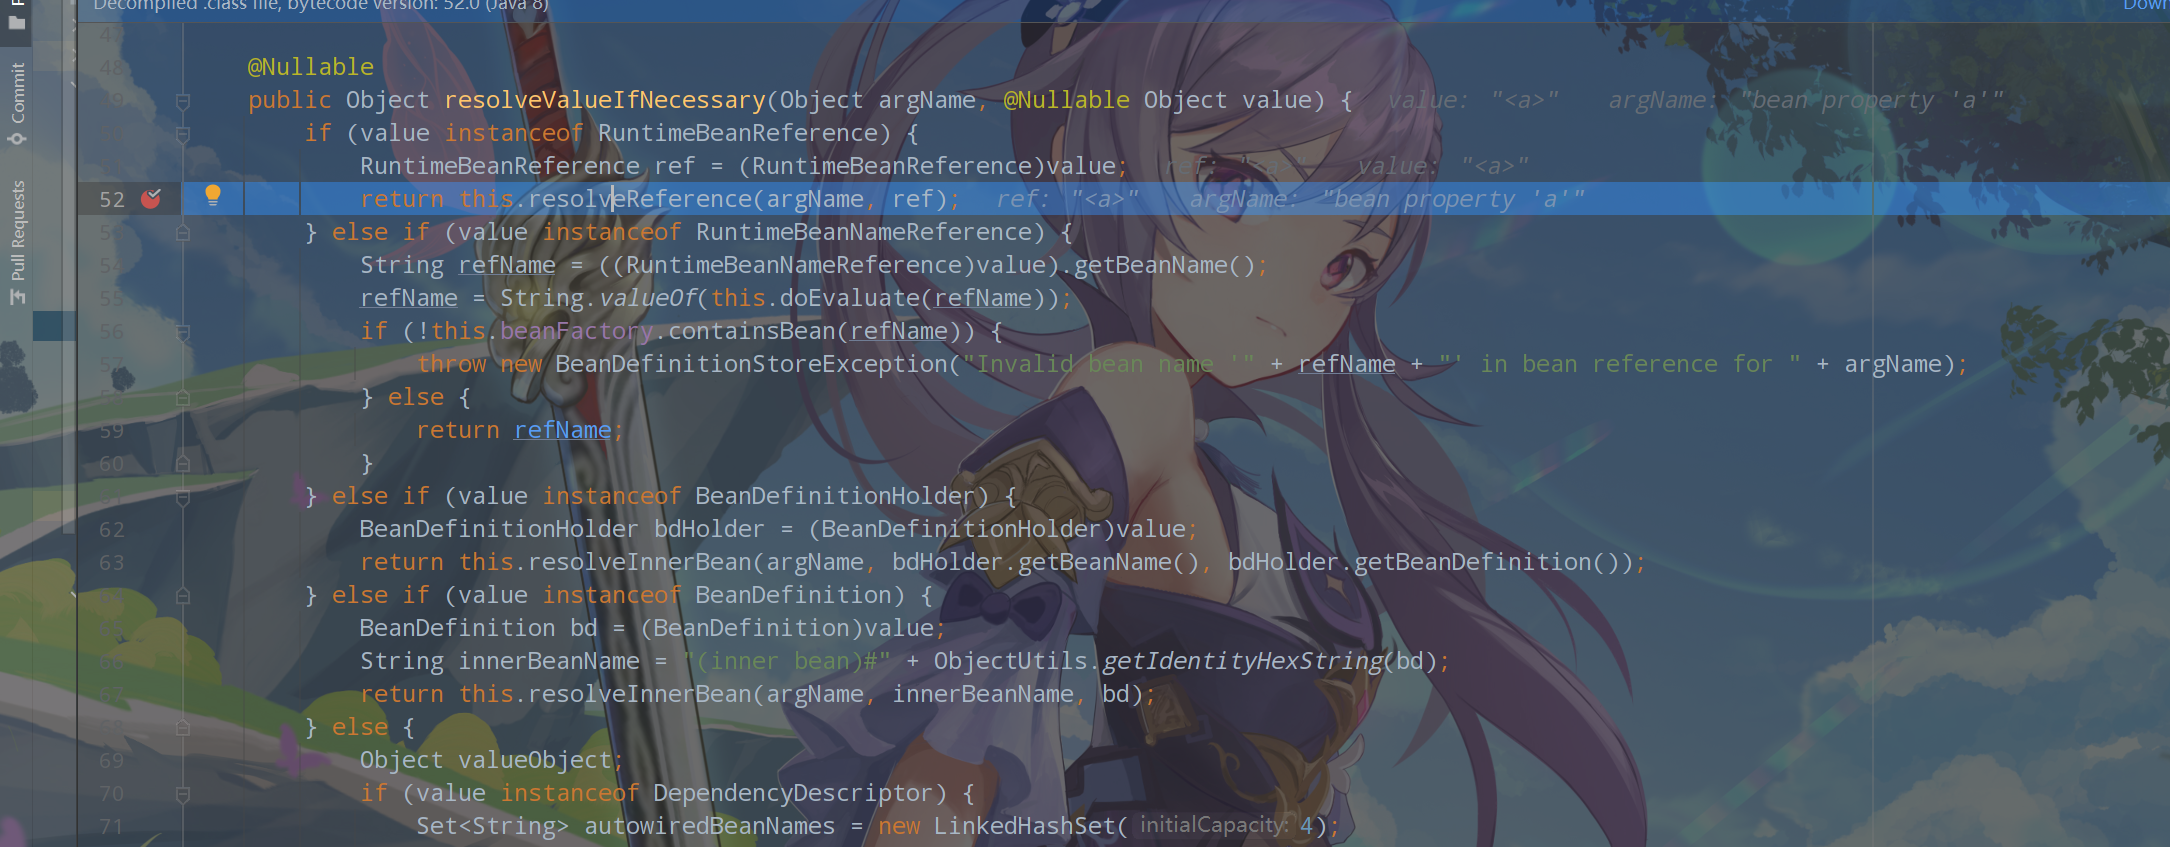 Decompiled .class file, bytecode version: 52.0 (Java 8)
Commit
Pull Requests
47
48 @Nullable
49 public Object resolveValueIfNecessary(Object argName, @Nullable Object value) { value: "<a>" argName: "bean property 'a'"
50 if (value instanceof RuntimeBeanReference) {
51 RuntimeBeanReference ref = (RuntimeBeanReference)value; ref: "<a>" value: "<a>"
52 return this.resolveReference(argName, ref); ref: "<a>" argName: "bean property 'a'"
53 } else if (value instanceof RuntimeBeanNameReference) {
54 String refName = ((RuntimeBeanNameReference)value).getBeanName();
55 refName = String.valueOf(this.doEvaluate(refName));
56 if (!this.beanFactory.containsBean(refName)) {
57 throw new BeanDefinitionStoreException("Invalid bean name '" + refName + "' in bean reference for " + argName);
58 } else {
59 return refName;
60 }
61 } else if (value instanceof BeanDefinitionHolder) {
62 BeanDefinitionHolder bdHolder = (BeanDefinitionHolder)value;
63 return this.resolveInnerBean(argName, bdHolder.getBeanName(), bdHolder.getBeanDefinition());
64 } else if (value instanceof BeanDefinition) {
65 BeanDefinition bd = (BeanDefinition)value;
66 String innerBeanName = "(inner bean)#" + ObjectUtils.getIdentityHexString(bd);
67 return this.resolveInnerBean(argName, innerBeanName, bd);
68 } else {
69 Object valueObject;
70 if (value instanceof DependencyDescriptor) {
71 Set<String> autowiredBeanNames = new LinkedHashSet( initialCapacity: 4);